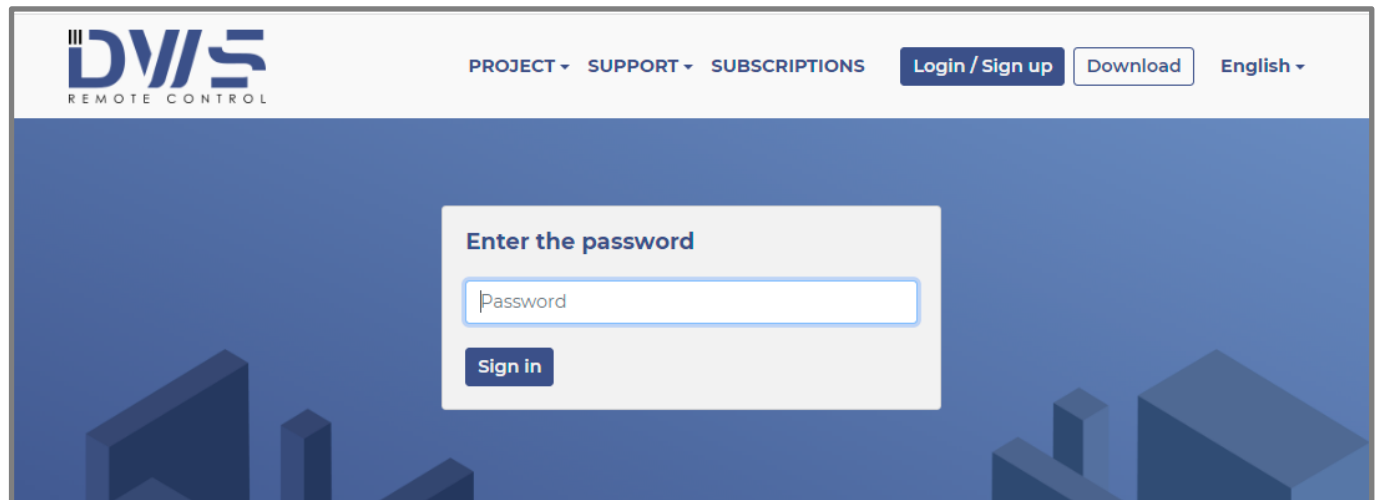 DWS
REMOTE CONTROL
PROJECT SUPPORT SUBSCRIPTIONS Login / Sign up Download English
Enter the password
Password
Sign in